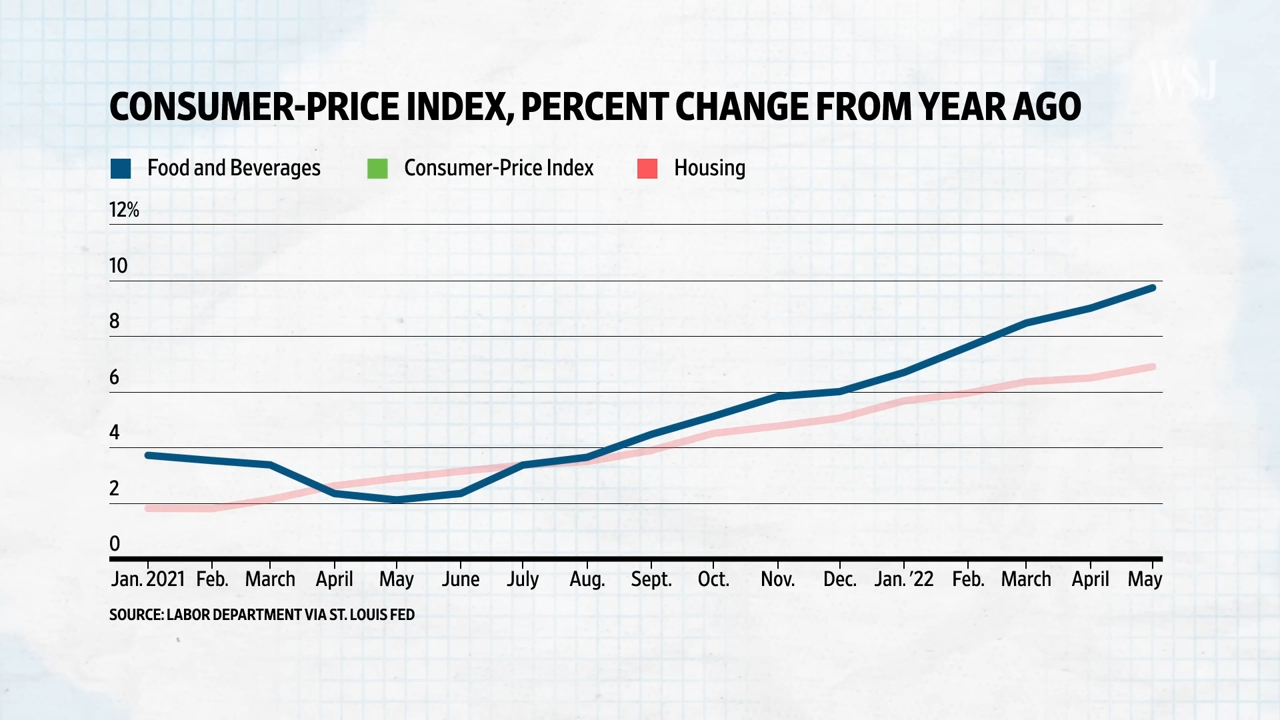 WSJ
CONSUMER-PRICE INDEX, PERCENT CHANGE FROM YEAR AGO
Food and Beverages Consumer-Price Index Housing
12%
10
8
6
4
2
0
Jan. 2021 Feb. March April May June July Aug. Sept. Oct. Nov. Dec. Jan. '22 Feb. March April May
SOURCE: LABOR DEPARTMENT VIA ST. LOUIS FED